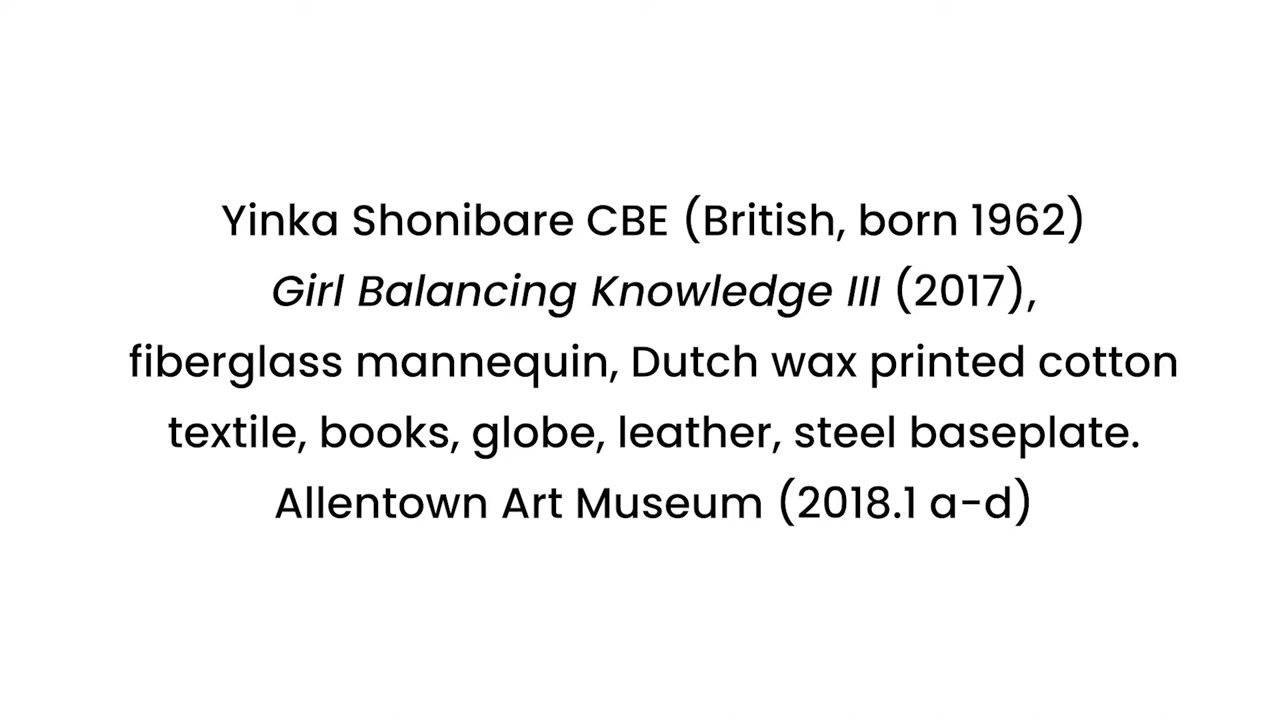 Yinka Shonibare CBE (British, born 1962)
Girl Balancing Knowledge III (2017),
fiberglass mannequin, Dutch wax printed cotton
textile, books, globe, leather, steel baseplate.
Allentown Art Museum (2018.1 a-d)